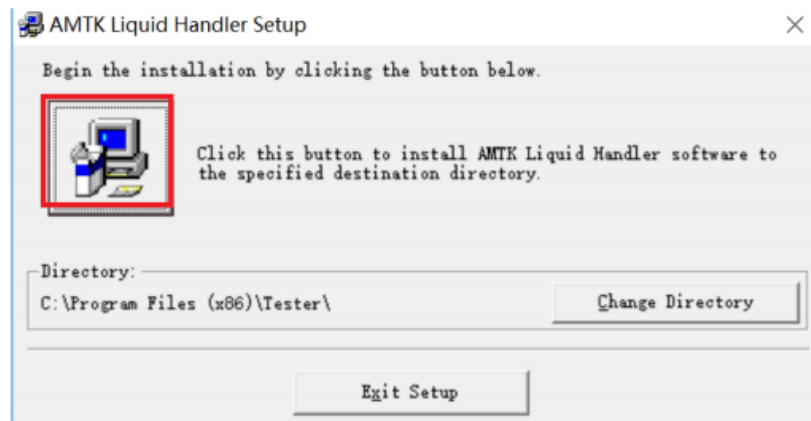 AMTK Liquid Handler Setup
Begin the installation by clicking the button below.
Click this button to install AMTK Liquid Handler software to
the specified destination directory.
Directory:
C:\Program Files (x86)\Tester\
Change Directory
Exit Setup